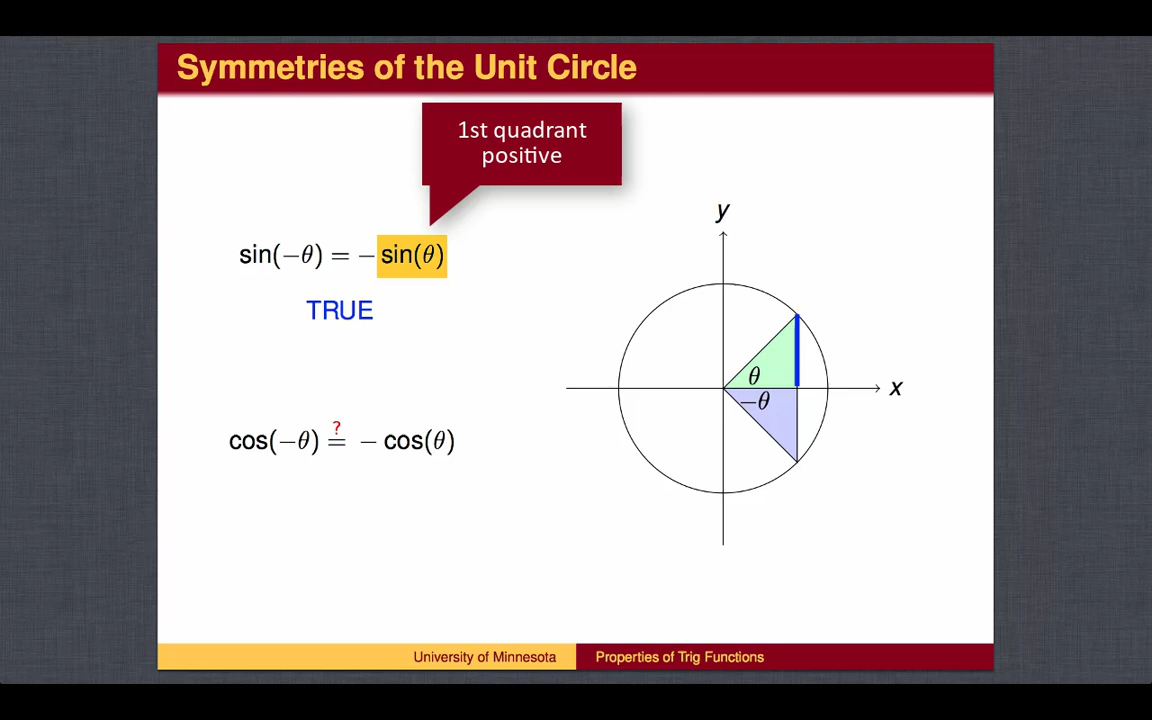 Symmetries of the Unit Circle
1st quadrant
positive
sin(−θ) = − sin(θ)
TRUE
cos(−θ) ?= − cos(θ)
y
x
θ
−θ
University of Minnesota
Properties of Trig Functions